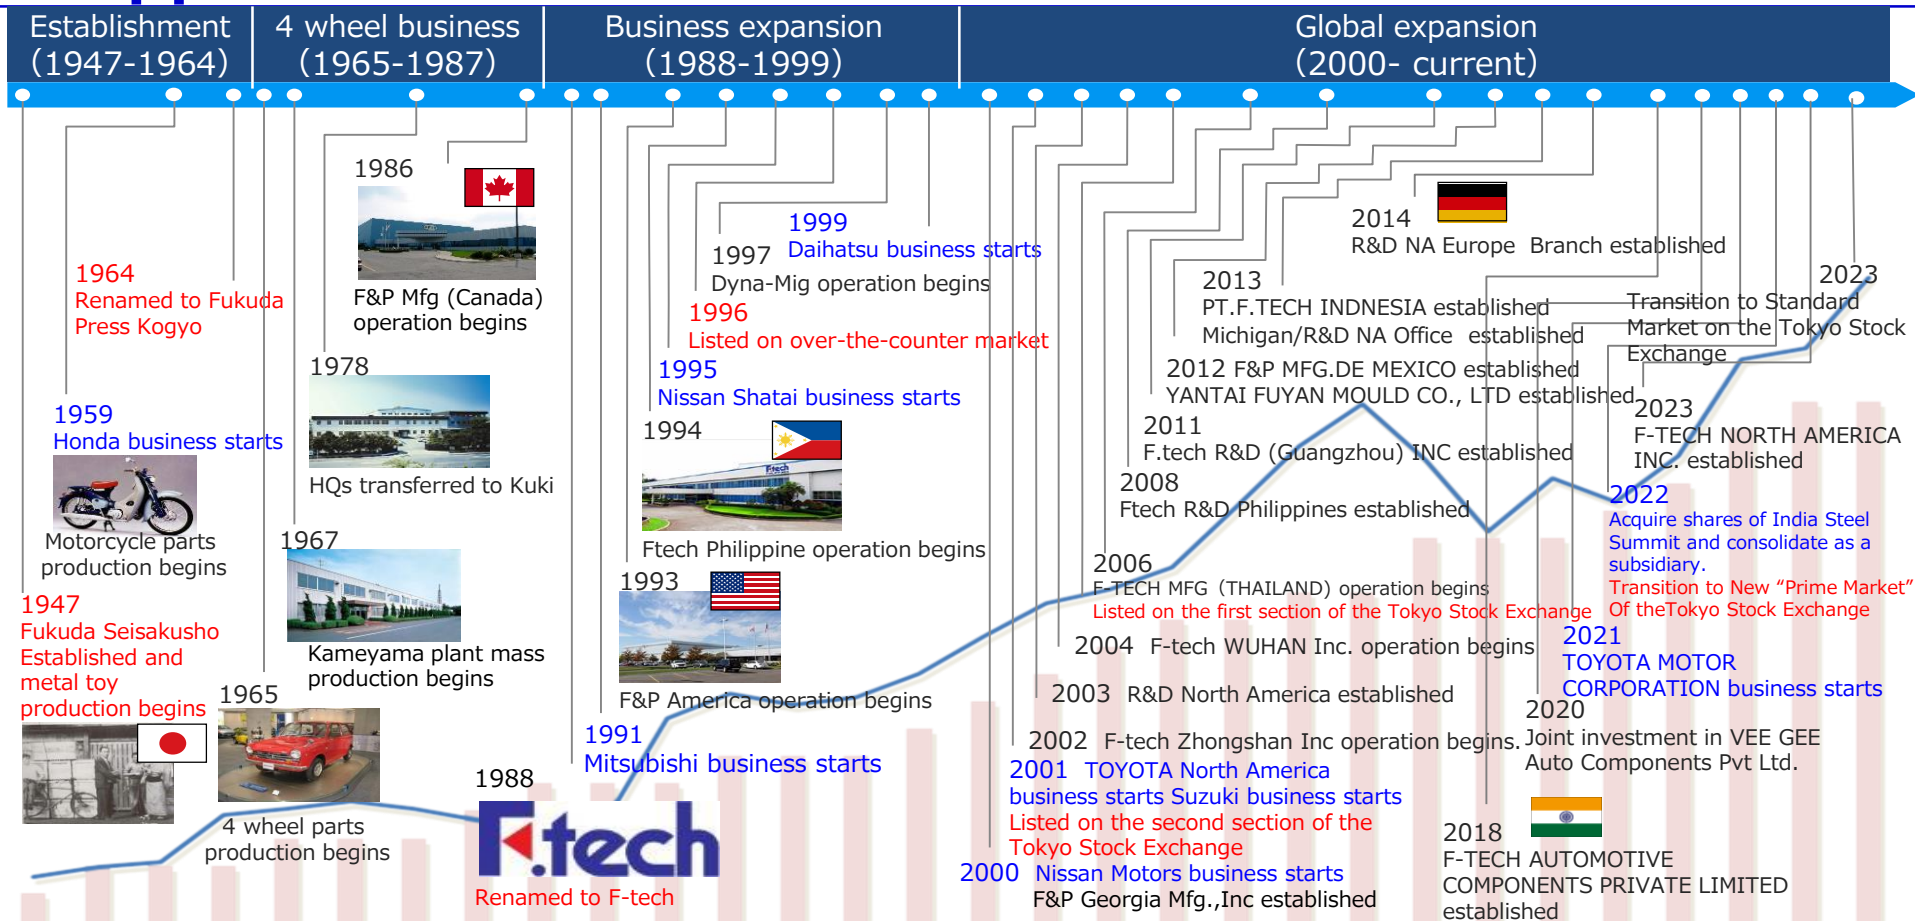 Establishment
(1947-1964)
4 wheel business
(1965-1987)
Business expansion
(1988-1999)
Global expansion
(2000- current)
1947
Fukuda Seisakusho
Established and
metal toy
production begins
1959
Honda business starts
Motorcycle parts
production begins
1964
Renamed to Fukuda
Press Kogyo
1965
4 wheel parts
production begins
1967
Kameyama plant mass
production begins
1978
HQs transferred to Kuki
1986
F&P Mfg (Canada)
operation begins
1988
F.tech
Renamed to F-tech
1991
Mitsubishi business starts
1993
F&P America operation begins
1994
F.tech
Ftech Philippine operation begins
1995
Nissan Shatai business starts
1996
Listed on over-the-counter market
1997
Dyna-Mig operation begins
1999
Daihatsu business starts
2000 Nissan Motors business starts
F&P Georgia Mfg.,Inc established
2001 TOYOTA North America
business starts Suzuki business starts
Listed on the second section of the
Tokyo Stock Exchange
2002 F-tech Zhongshan Inc operation begins.
2003 R&D North America established
2004 F-tech WUHAN Inc. operation begins
2006
F-TECH MFG (THAILAND) operation begins
Listed on the first section of the Tokyo Stock Exchange
2008
Ftech R&D Philippines established
2011
F.tech R&D (Guangzhou) INC established
2012 F&P MFG.DE MEXICO established
YANTAI FUYAN MOULD CO., LTD established
2013
PT.F.TECH INDNESIA established
Michigan/R&D NA Office established
2014
R&D NA Europe Branch established
2018
F-TECH AUTOMOTIVE
COMPONENTS PRIVATE LIMITED
established
2020
Joint investment in VEE GEE
Auto Components Pvt Ltd.
2021
TOYOTA MOTOR
CORPORATION business starts
2022
Acquire shares of India Steel
Summit and consolidate as a
subsidiary.
Transition to New “Prime Market”
Of theTokyo Stock Exchange
2023
F-TECH NORTH AMERICA
INC. established
2023
Transition to Standard
Market on the Tokyo Stock
Exchange